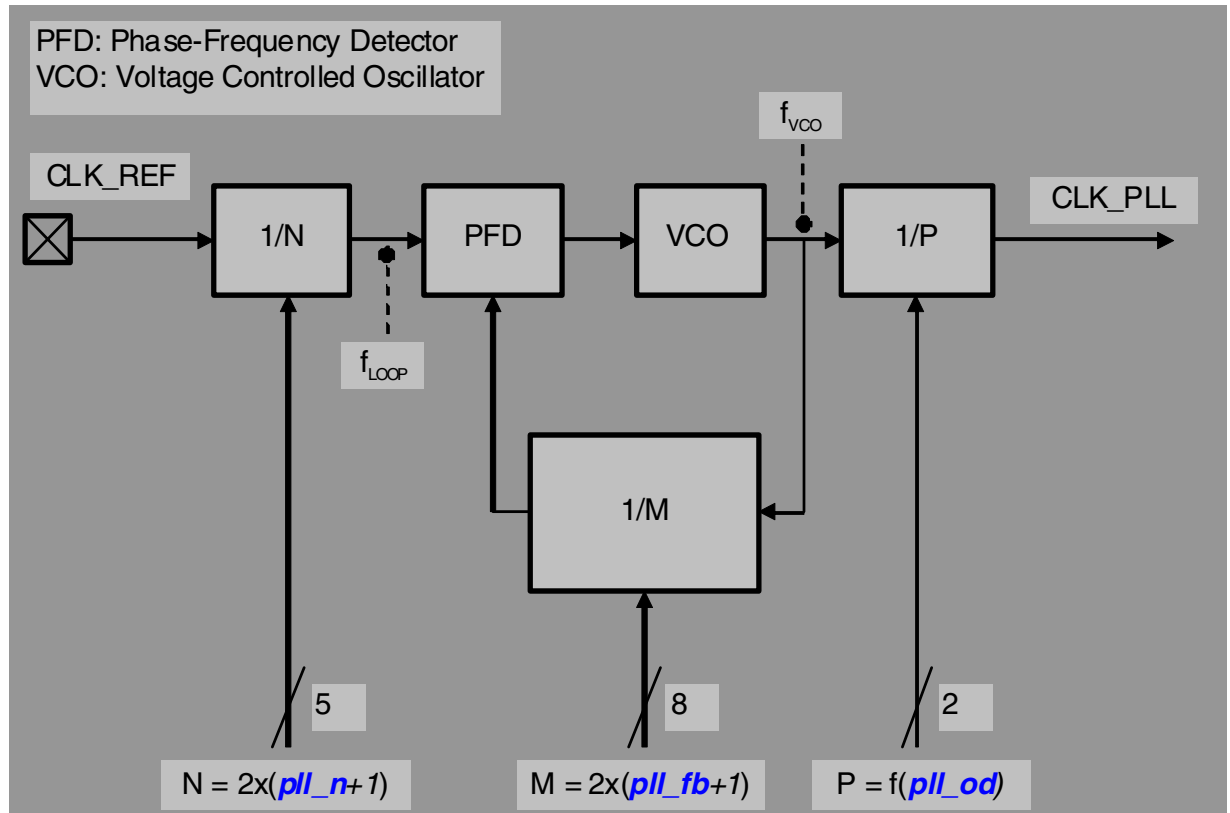 PFD: Phase-Frequency Detector
VCO: Voltage Controlled Oscillator
f_VCO
CLK_REF
CLK_PLL
1/N
PFD
VCO
1/P
f_LOOP
1/M
5
8
2
N = 2x(pll_n+1)
M = 2x(pll_fb+1)
P = f(pll_od)